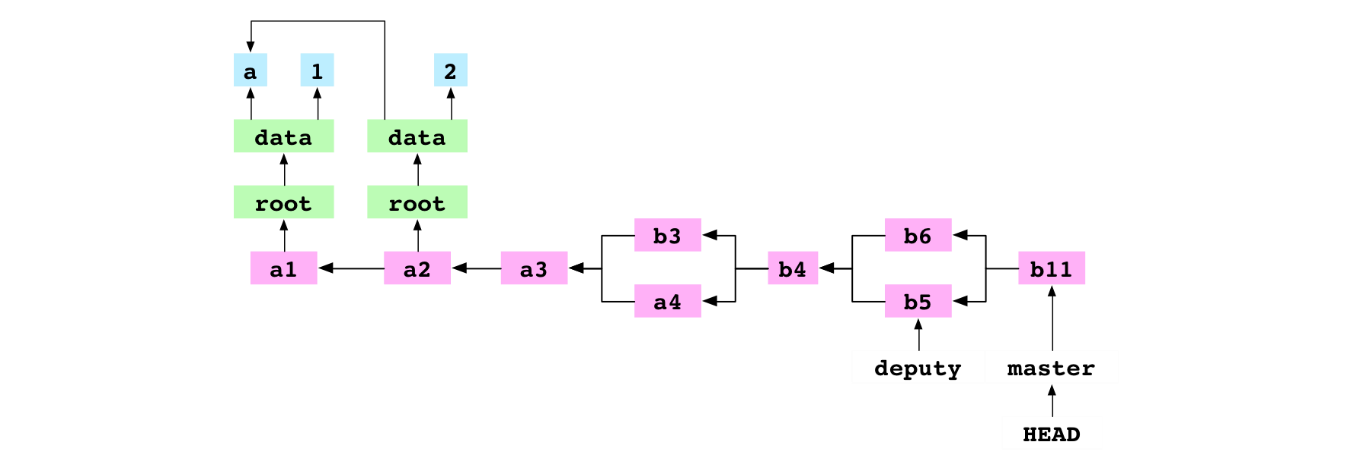 a 1 2
data data
root root
b3 b6
a1 a2 a3 b4 b11
a4 b5
deputy master
HEAD